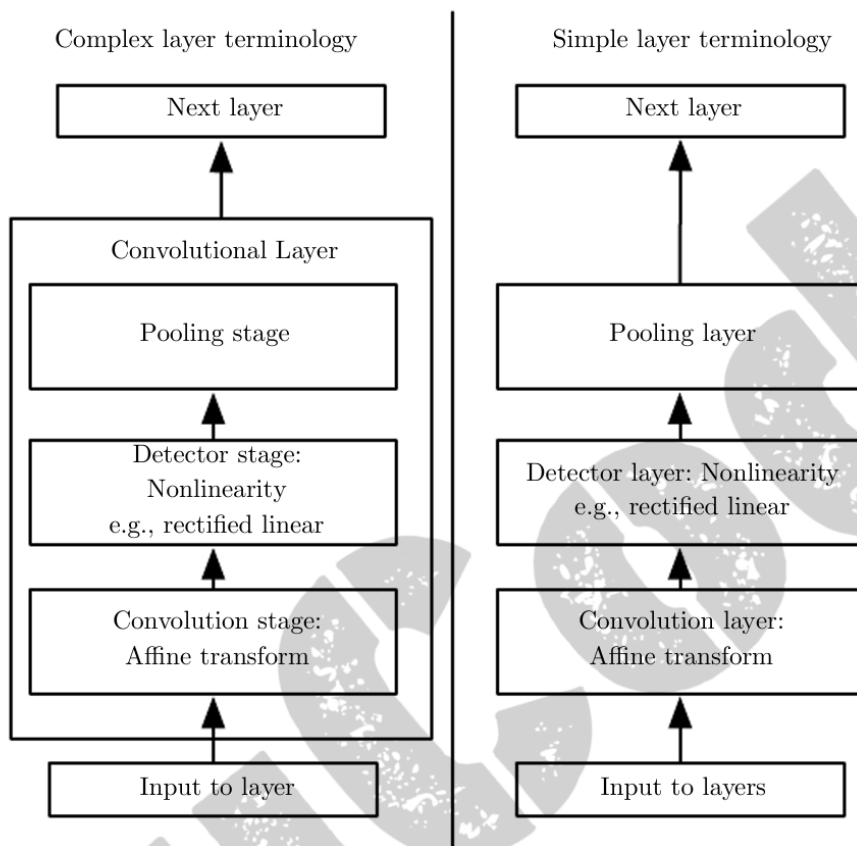 Complex layer terminology
Next layer
Convolutional Layer
Pooling stage
Detector stage:
Nonlinearity
e.g., rectified linear
Convolution stage:
Affine transform
Input to layer
Simple layer terminology
Next layer
Pooling layer
Detector layer: Nonlinearity
e.g., rectified linear
Convolution layer:
Affine transform
Input to layers